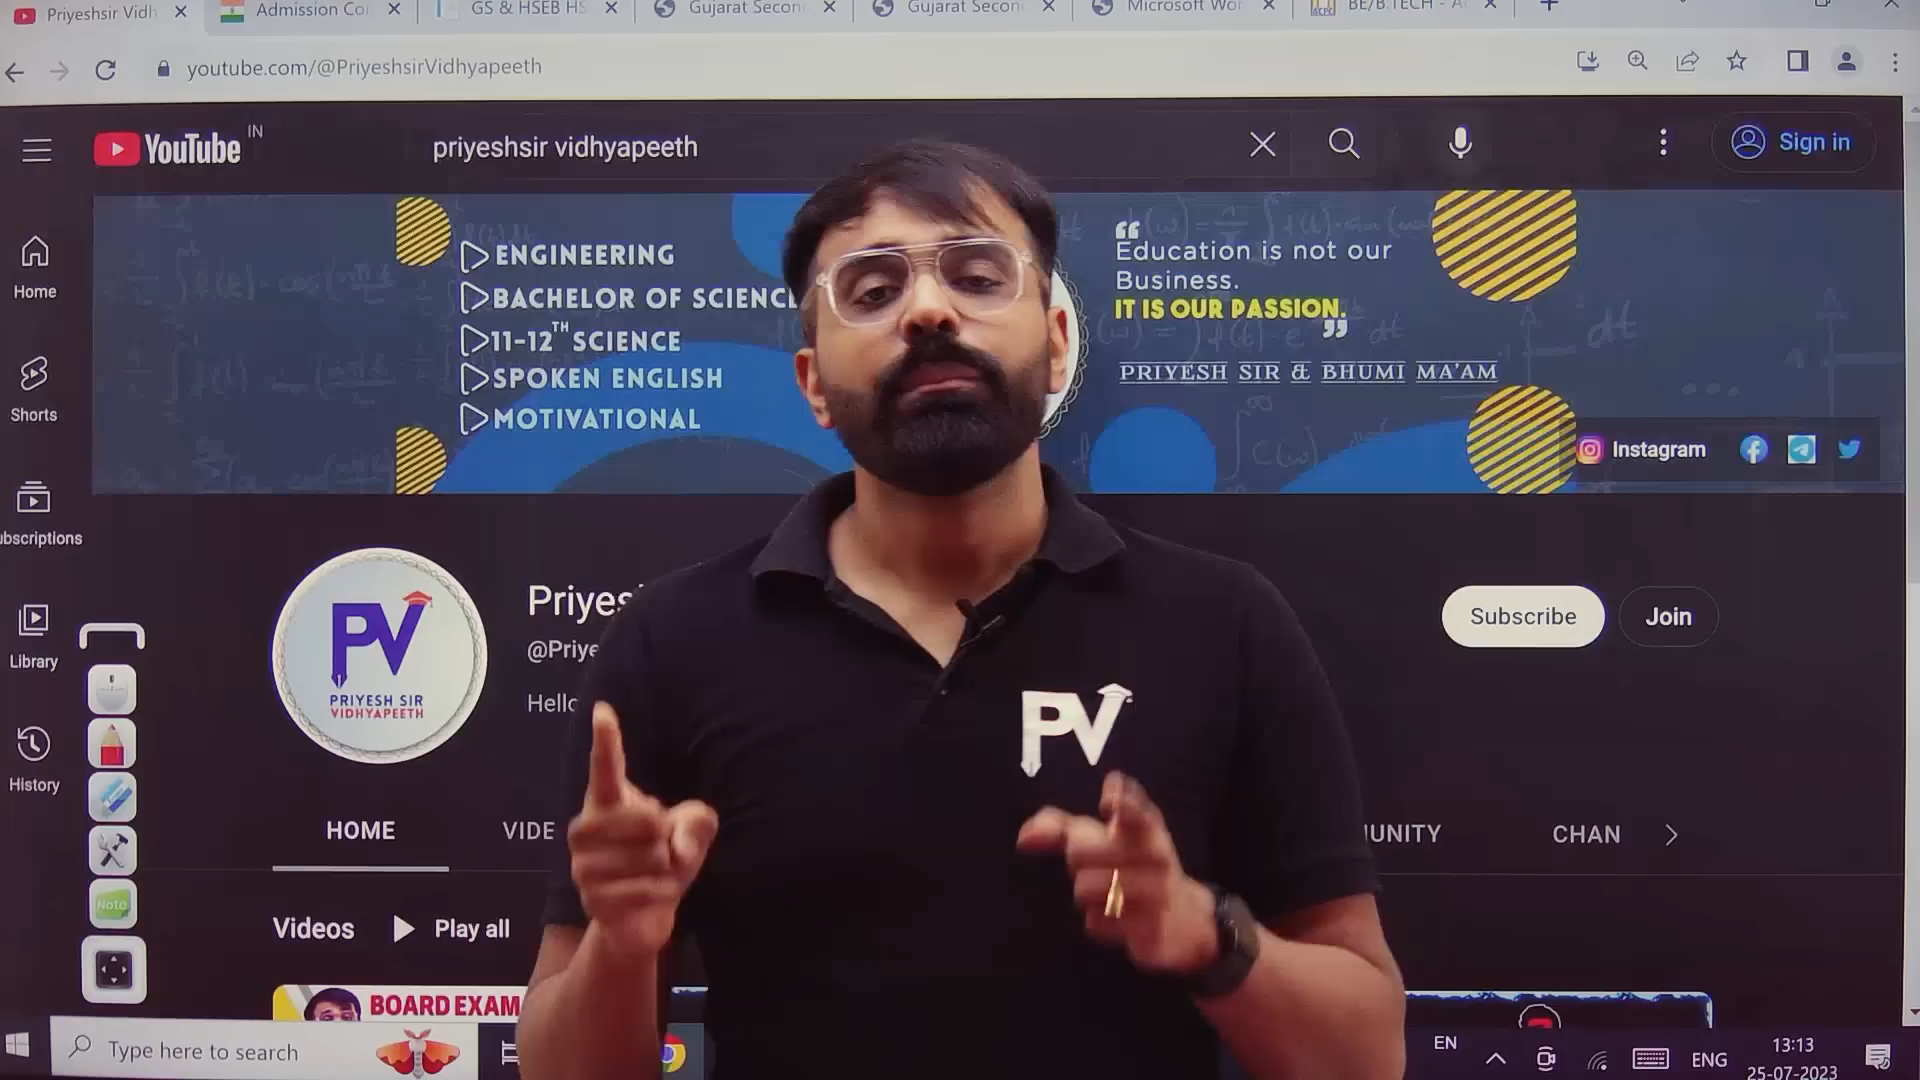 Priyeshsir Vidh
Admission Co
GS & HSEB HS
Gujarat Secon
Gujarat Secon
Microsoft Wor
BE/B.TECH - A
youtube.com/@PriyeshsirVidhyapeeth
YouTube IN
priyeshsir vidhyapeeth
Sign in
Home
Shorts
ubscriptions
Library
History
ENGINEERING
BACHELOR OF SCIENC
11-12TH SCIENCE
SPOKEN ENGLISH
MOTIVATIONAL
“
Education is not our
Business.
IT IS OUR PASSION.
”
PRIYESH SIR & BHUMI MA'AM
Instagram
PV
PRIYESH SIR
VIDHYAPEETH
Priyes
@Priye
Hello
Subscribe
Join
PV
HOME
VIDE
UNITY
CHAN
Note
Videos
Play all
BOARD EXAM
Type here to search
EN
ENG
13:13
25-07-2023